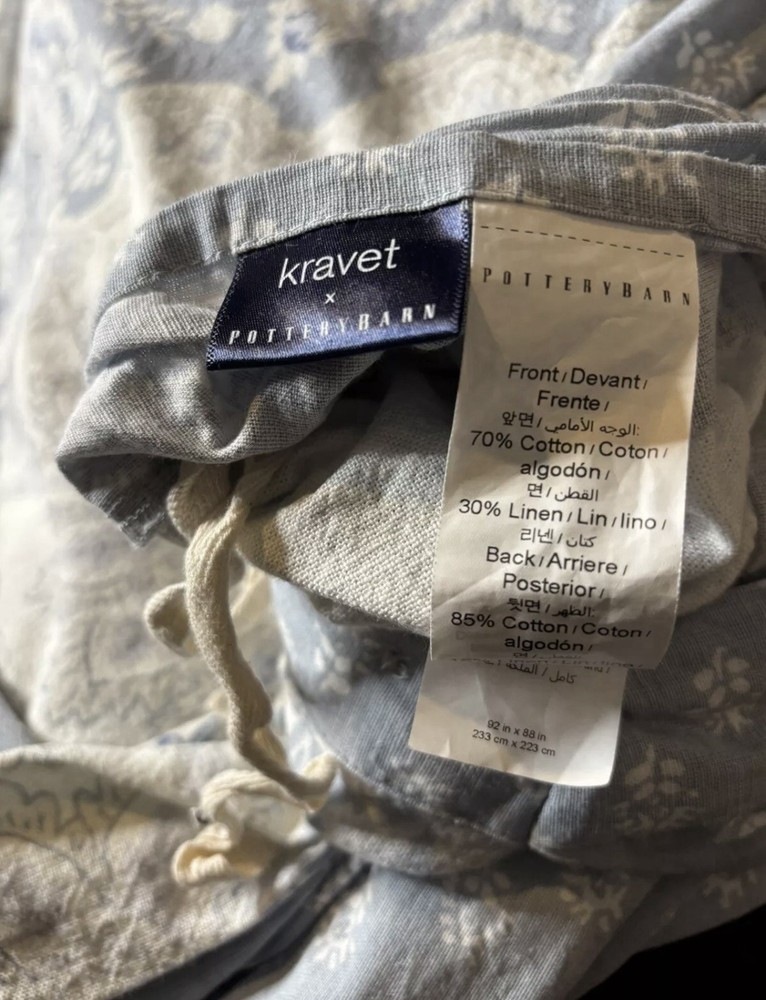 kravet
x
POTTERYBARN
POTTERYBARN
Front / Devant /
Frente /
앞면 / الوجه الأمامي:
70% Cotton / Coton /
algodón /
면 / القطن
30% Linen / Lin / lino /
리넨 / كتان
Back / Arriere /
Posterior /
뒷면 / الظهر:
85% Cotton / Coton /
algodón /
كامل / الملكة /
92 in x 88 in
233 cm x 223 cm